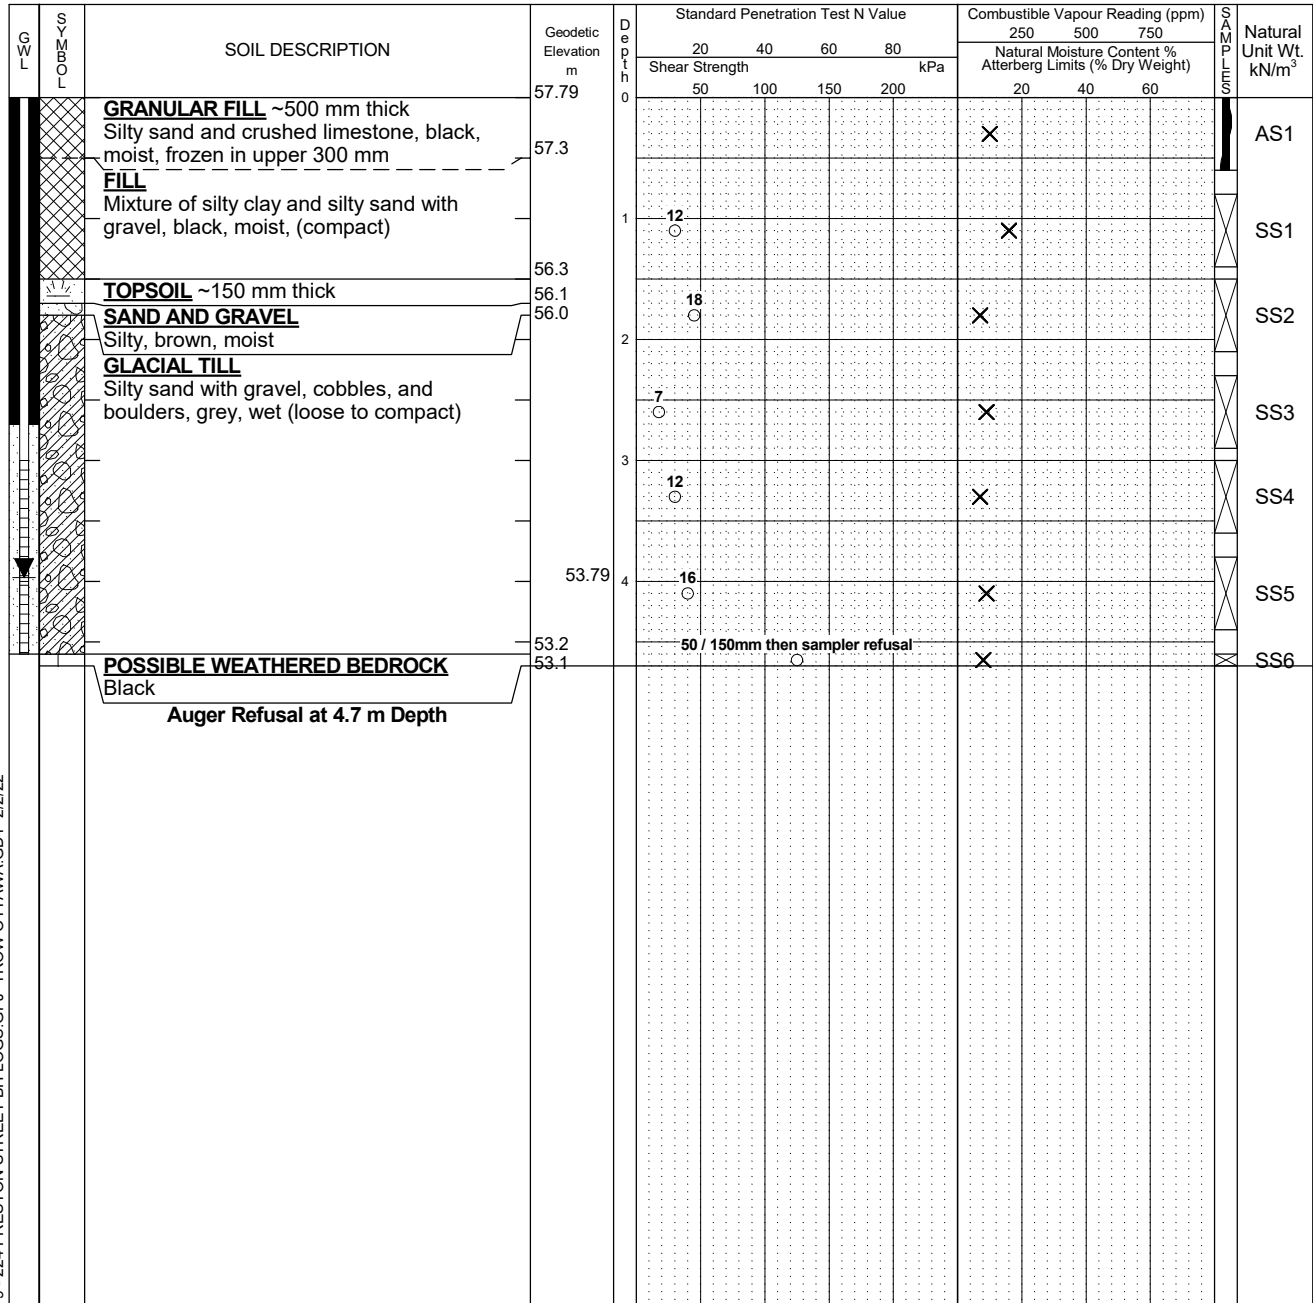 GWL
SYMBOL
SOIL DESCRIPTION
Geodetic
Elevation
m
Depth
Standard Penetration Test N Value
20 40 60 80
Shear Strength kPa
50 100 150 200
Combustible Vapour Reading (ppm)
250 500 750
Natural Moisture Content %
Atterberg Limits (% Dry Weight)
20 40 60
SAMPLES
Natural
Unit Wt.
kN/m³
57.79
0
GRANULAR FILL ~500 mm thick
Silty sand and crushed limestone, black,
moist, frozen in upper 300 mm
57.3
AS1
FILL
Mixture of silty clay and silty sand with
gravel, black, moist, (compact)
1
12
SS1
56.3
TOPSOIL ~150 mm thick
56.1
SAND AND GRAVEL
56.0
Silty, brown, moist
18
SS2
2
GLACIAL TILL
Silty sand with gravel, cobbles, and
boulders, grey, wet (loose to compact)
7
SS3
3
12
SS4
53.79
4
16
SS5
53.2
50 / 150mm then sampler refusal
POSSIBLE WEATHERED BEDROCK
53.1
SS6
Black
Auger Refusal at 4.7 m Depth